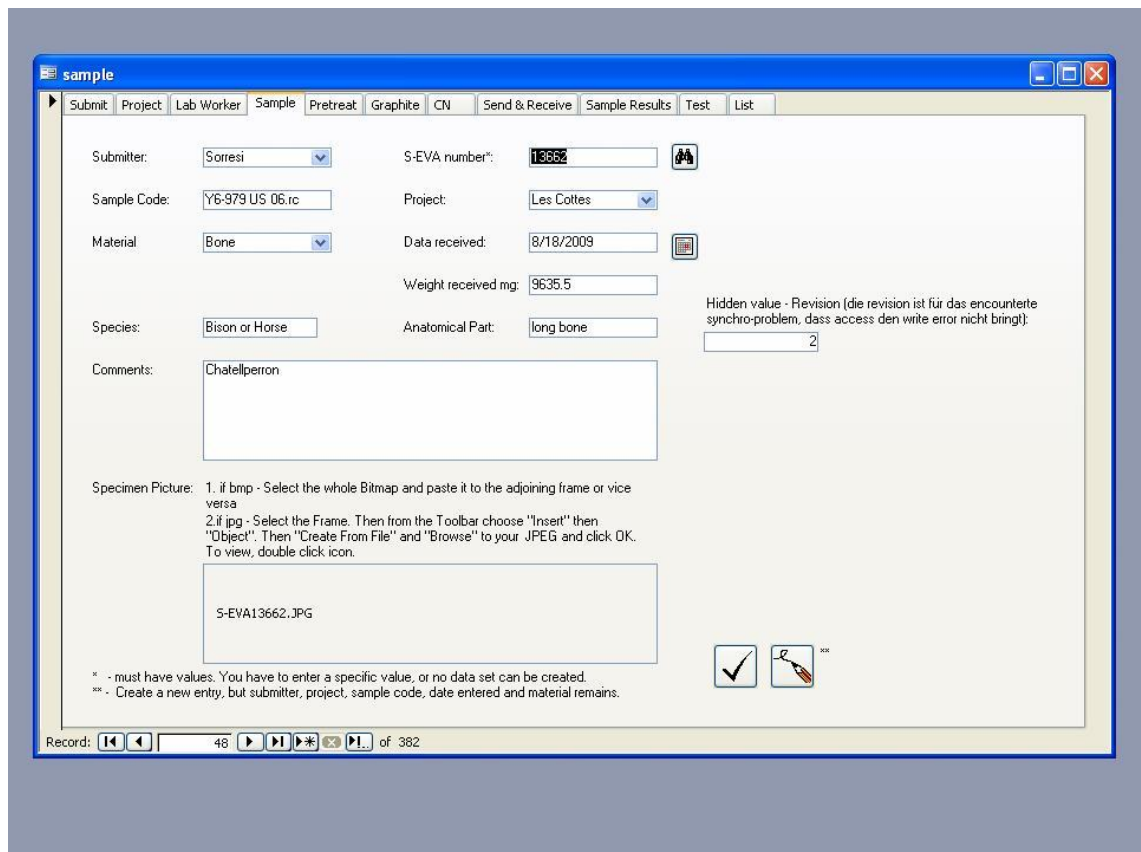 sample
Submit Project Lab Worker Sample Pretreat Graphite CN Send & Receive Sample Results Test List
Submitter: Sorresi S-EVA number*: 13662
Sample Code: Y6-979 US 06.rc Project: Les Cottes
Material Bone Data received: 8/18/2009
Weight received mg: 9635.5
Hidden value - Revision (die revision ist für das encounterte
synchro-problem, dass access den write error nicht bringt):
2
Species: Bison or Horse Anatomical Part: long bone
Comments: Chatellperron
Specimen Picture: 1. if bmp - Select the whole Bitmap and paste it to the adjoining frame or vice
versa
2.if jpg - Select the Frame. Then from the Toolbar choose "Insert" then
"Object". Then "Create From File" and "Browse" to your JPEG and click OK.
To view, double click icon.
S-EVA13662.JPG
**
* - must have values. You have to enter a specific value, or no data set can be created.
** - Create a new entry, but submitter, project, sample code, date entered and material remains.
Record: 48 of 382